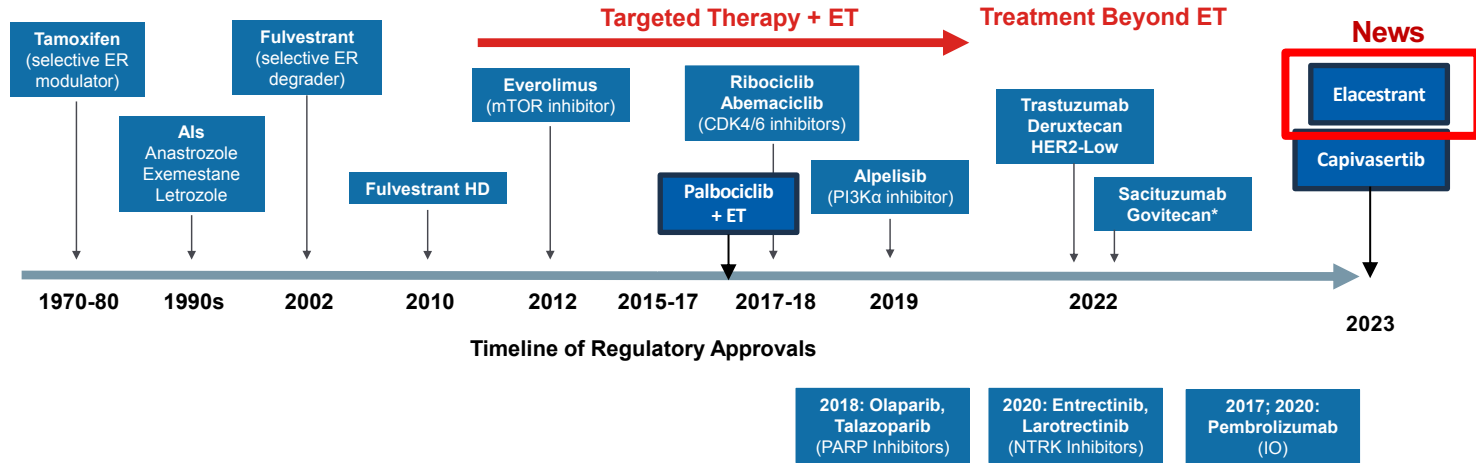 Targeted Therapy + ET
Treatment Beyond ET
News
Tamoxifen
(selective ER
modulator)
AIs
Anastrozole
Exemestane
Letrozole
Fulvestrant
(selective ER
degrader)
Fulvestrant HD
Everolimus
(mTOR inhibitor)
Ribociclib
Abemaciclib
(CDK4/6 inhibitors)
Palbociclib
+ ET
Alpelisib
(PI3Kα inhibitor)
Trastuzumab
Deruxtecan
HER2-Low
Sacituzumab
Govitecan*
Elacestrant
Capivasertib
1970-80
1990s
2002
2010
2012
2015-17
2017-18
2019
2022
2023
Timeline of Regulatory Approvals
2018: Olaparib,
Talazoparib
(PARP Inhibitors)
2020: Entrectinib,
Larotrectinib
(NTRK Inhibitors)
2017; 2020:
Pembrolizumab
(IO)